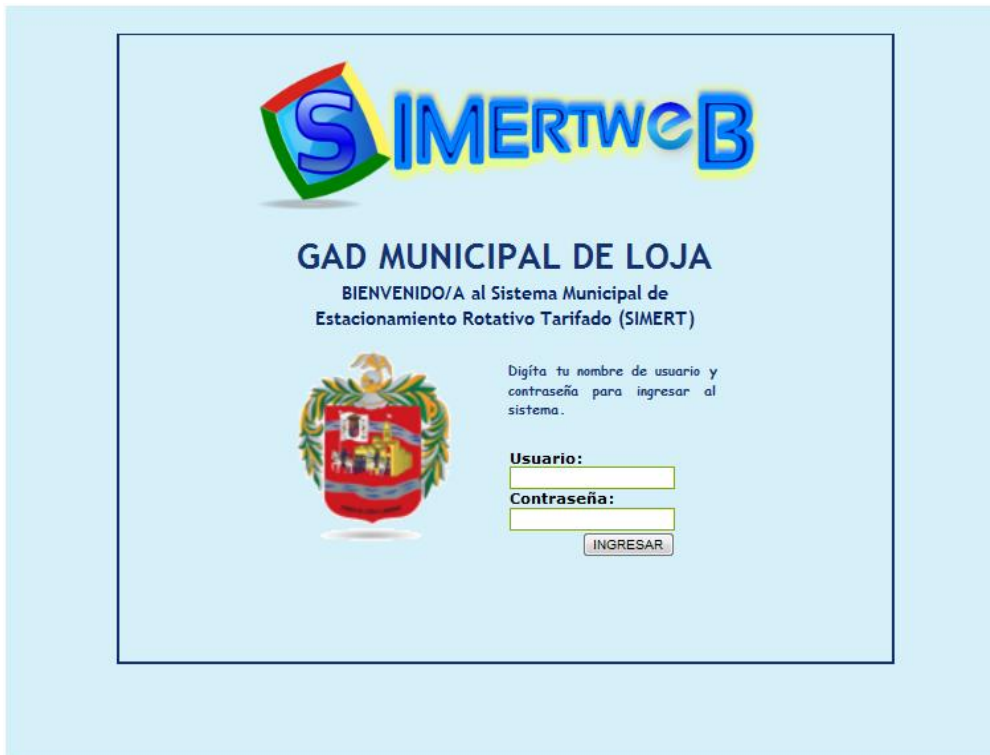 SIMERTWeB
GAD MUNICIPAL DE LOJA
BIENVENIDO/A al Sistema Municipal de
Estacionamiento Rotativo Tarifado (SIMERT)
Digíta tu nombre de usuario y
contraseña para ingresar al
sistema.
Usuario:
Contraseña:
INGRESAR